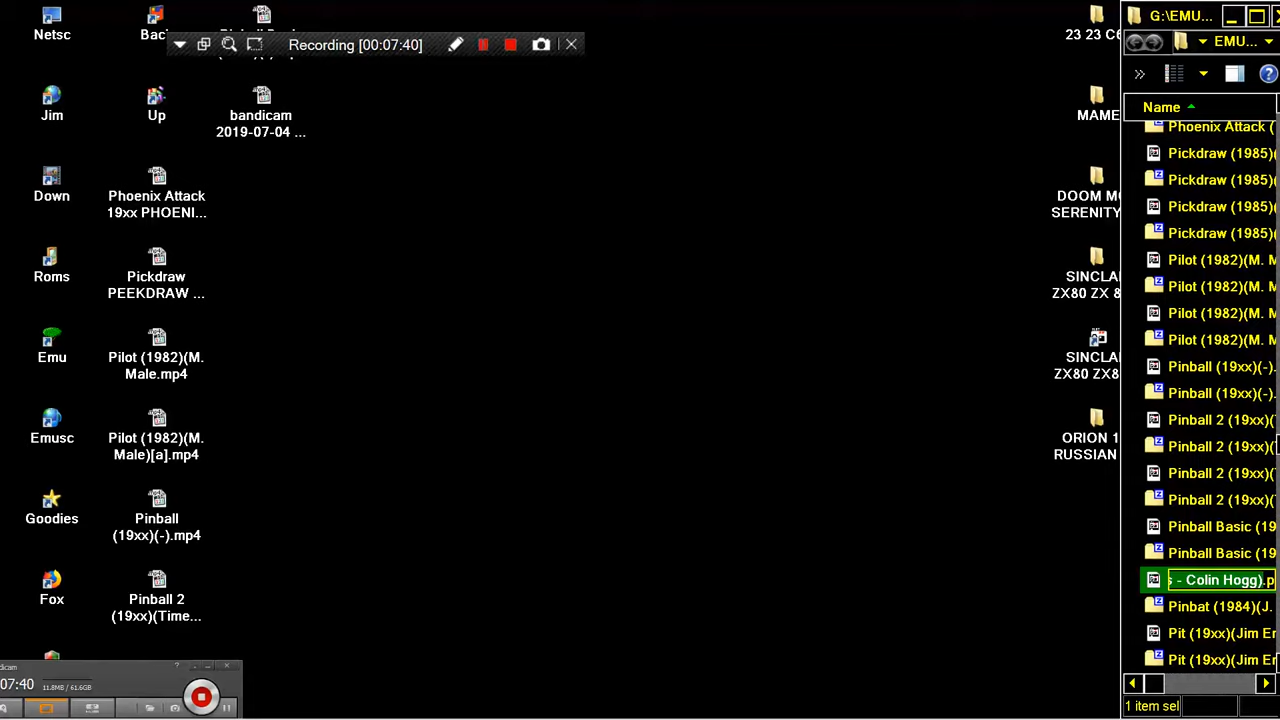 Netsc
Jim
Down
Roms
Emu
Emusc
Goodies
Fox
Bac
Up
Phoenix Attack
19xx PHOENI...
Pickdraw
PEEKDRAW ...
Pilot (1982)(M.
Male.mp4
Pilot (1982)(M.
Male)[a].mp4
Pinball
(19xx)(-).mp4
Pinball 2
(19xx)(Time...
Recording [00:07:40]
bandicam
2019-07-04 ...
23 23 C6
MAME
DOOM MO
SERENITY
SINCLAI
ZX80 ZX 8
SINCLAI
ZX80 ZX8
ORION 1
RUSSIAN
G:\EMU...
EMU...
Name
Phoenix Attack (
Pickdraw (1985)(
Pickdraw (1985)(
Pickdraw (1985)(
Pickdraw (1985)(
Pilot (1982)(M. M
Pilot (1982)(M. M
Pilot (1982)(M. M
Pilot (1982)(M. M
Pinball (19xx)(-).
Pinball (19xx)(-).
Pinball 2 (19xx)(
Pinball 2 (19xx)(
Pinball 2 (19xx)(
Pinball 2 (19xx)(
Pinball Basic (19
Pinball Basic (19
s - Colin Hogg).p
Pinbat (1984)(J.
Pit (19xx)(Jim Er
Pit (19xx)(Jim Er
1 item sel
dicam
07:40
11.8MB / 61.6GB